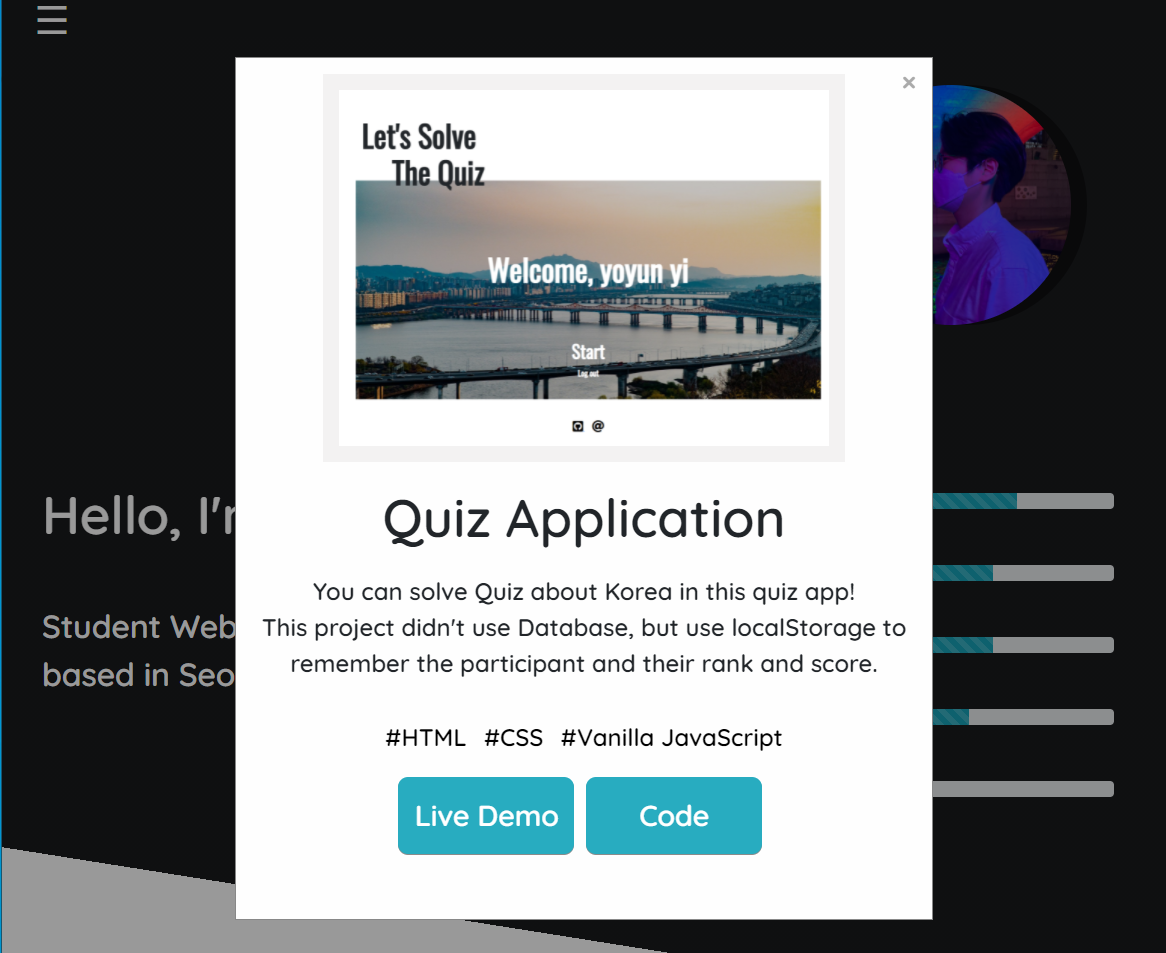 Let's Solve
The Quiz
Welcome, yoyun yi
Start
Log out
Hello, I'
Quiz Application
You can solve Quiz about Korea in this quiz app!
This project didn't use Database, but use localStorage to
remember the participant and their rank and score.
Student Web
based in Seo
#HTML #CSS #Vanilla JavaScript
Live Demo
Code